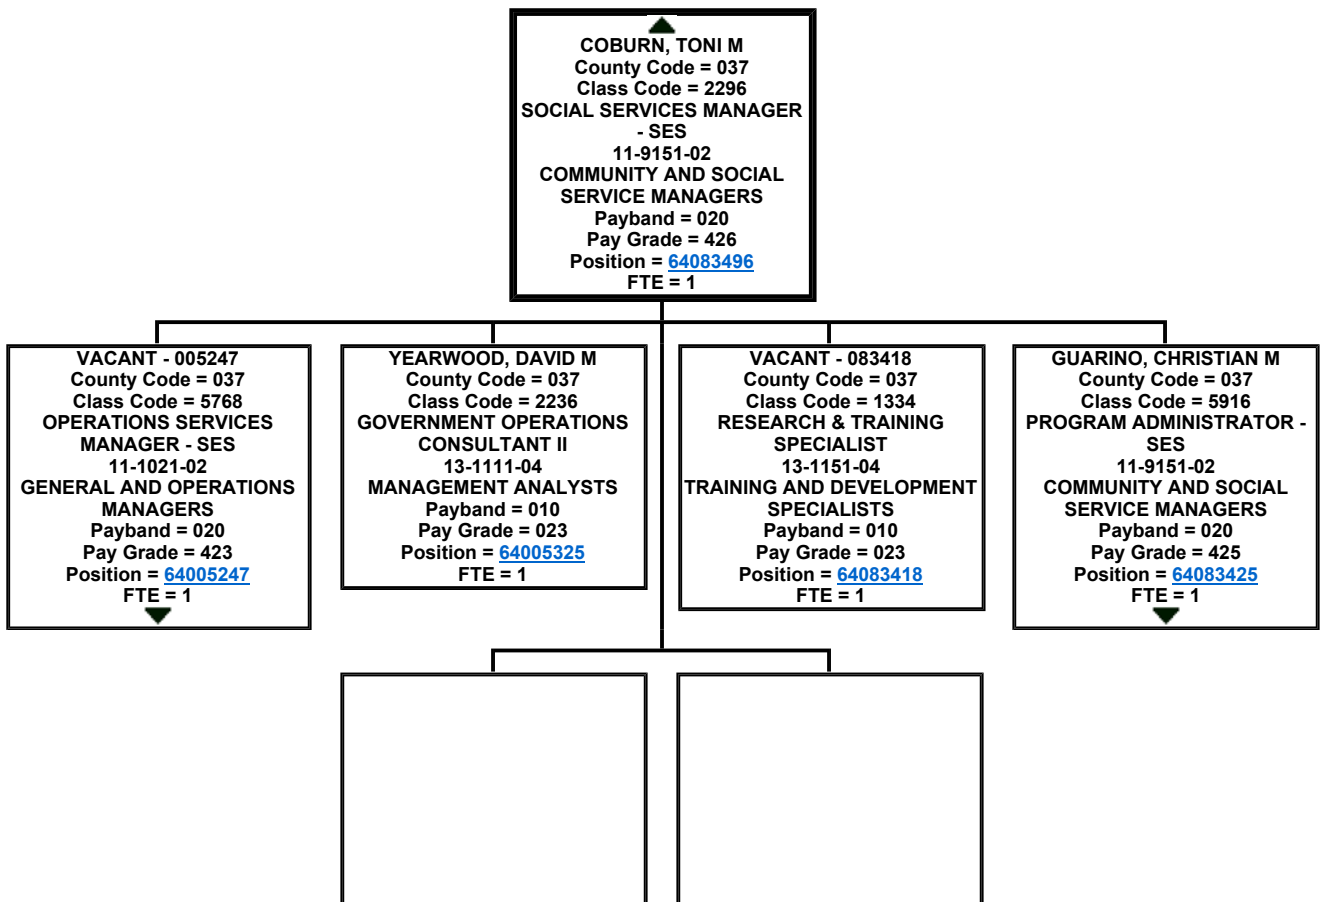 COBURN, TONI M
County Code = 037
Class Code = 2296
SOCIAL SERVICES MANAGER
- SES
11-9151-02
COMMUNITY AND SOCIAL
SERVICE MANAGERS
Payband = 020
Pay Grade = 426
Position = 64083496
FTE = 1
VACANT - 005247
County Code = 037
Class Code = 5768
OPERATIONS SERVICES
MANAGER - SES
11-1021-02
GENERAL AND OPERATIONS
MANAGERS
Payband = 020
Pay Grade = 423
Position = 64005247
FTE = 1
YEARWOOD, DAVID M
County Code = 037
Class Code = 2236
GOVERNMENT OPERATIONS
CONSULTANT II
13-1111-04
MANAGEMENT ANALYSTS
Payband = 010
Pay Grade = 023
Position = 64005325
FTE = 1
VACANT - 083418
County Code = 037
Class Code = 1334
RESEARCH & TRAINING
SPECIALIST
13-1151-04
TRAINING AND DEVELOPMENT
SPECIALISTS
Payband = 010
Pay Grade = 023
Position = 64083418
FTE = 1
GUARINO, CHRISTIAN M
County Code = 037
Class Code = 5916
PROGRAM ADMINISTRATOR -
SES
11-9151-02
COMMUNITY AND SOCIAL
SERVICE MANAGERS
Payband = 020
Pay Grade = 425
Position = 64083425
FTE = 1